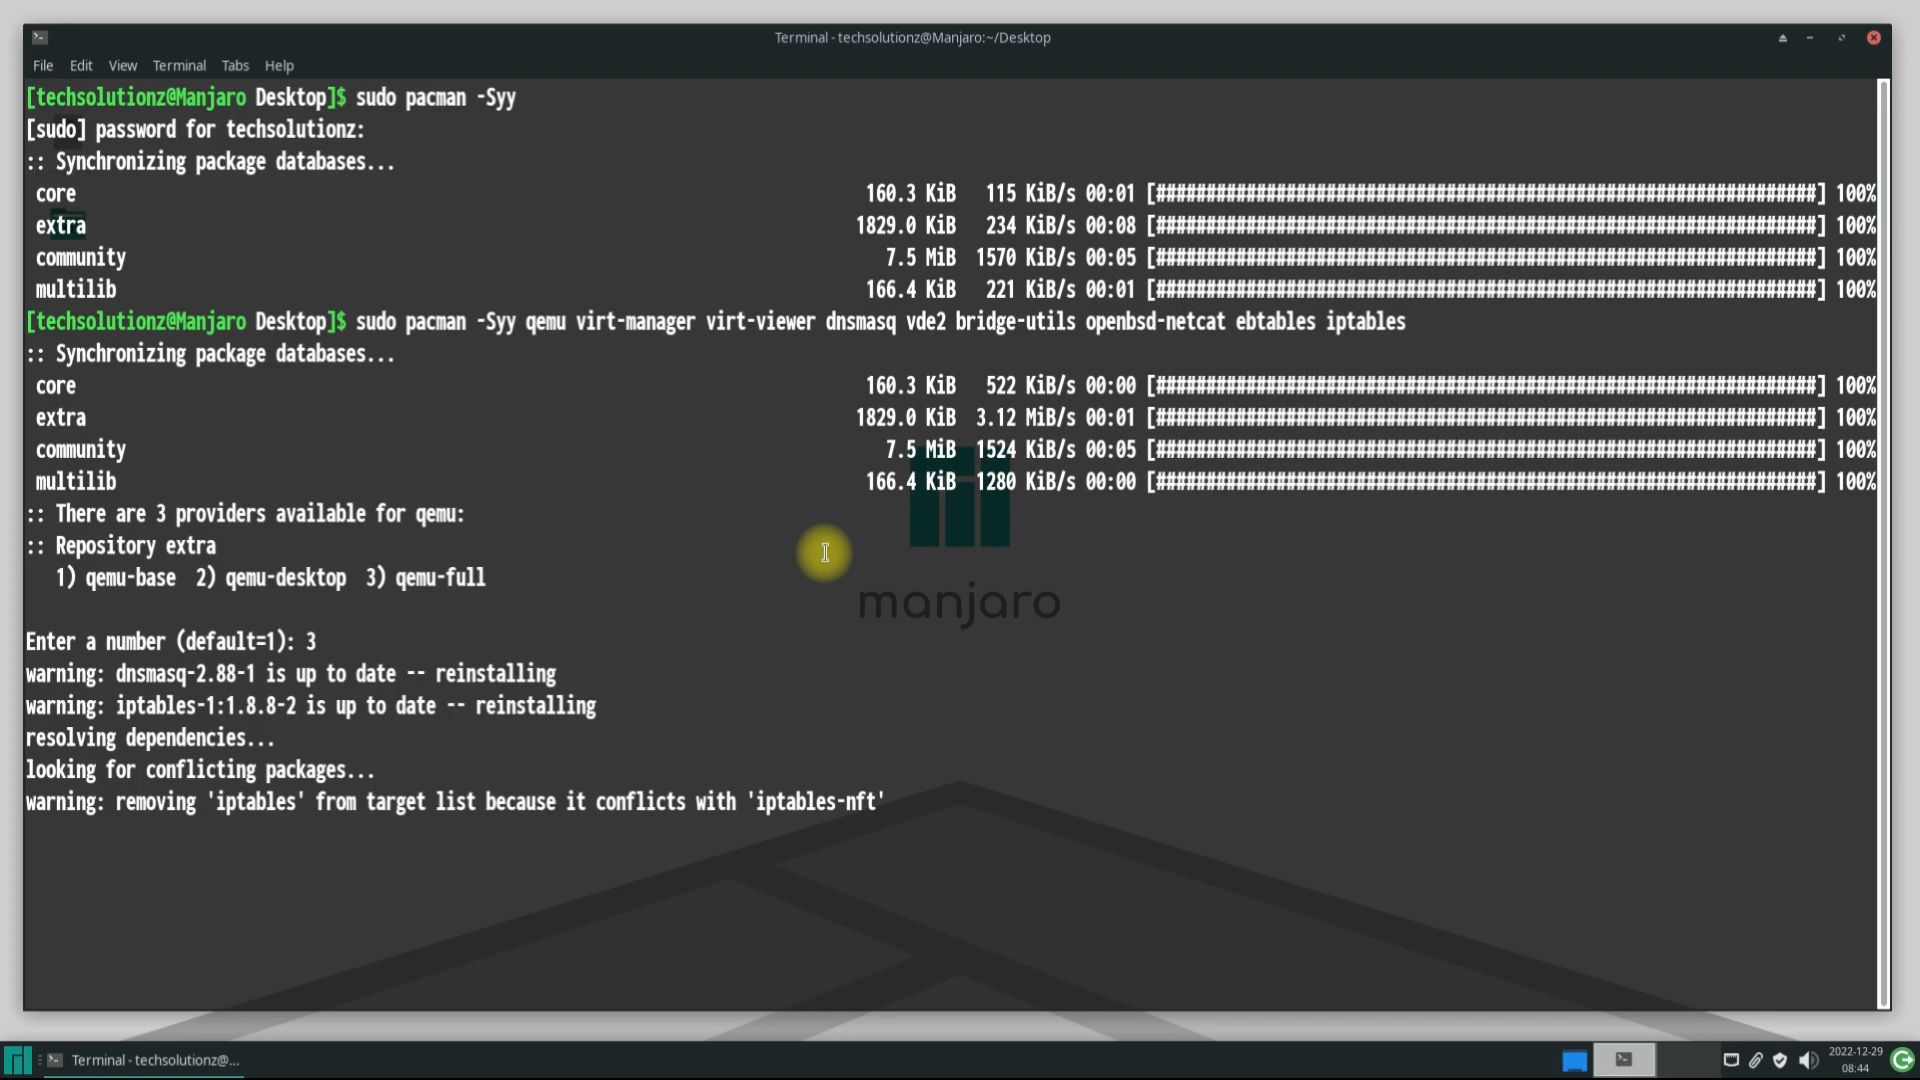 Terminal - techsolutionz@Manjaro:~/Desktop
File Edit View Terminal Tabs Help
[techsolutionz@Manjaro Desktop]$ sudo pacman -Syy
[sudo] password for techsolutionz:
:: Synchronizing package databases...
core 160.3 KiB 115 KiB/s 00:01 [##################################################################] 100%
extra 1829.0 KiB 234 KiB/s 00:08 [##################################################################] 100%
community 7.5 MiB 1570 KiB/s 00:05 [##################################################################] 100%
multilib 166.4 KiB 221 KiB/s 00:01 [##################################################################] 100%
[techsolutionz@Manjaro Desktop]$ sudo pacman -Syy qemu virt-manager virt-viewer dnsmasq vde2 bridge-utils openbsd-netcat ebtables iptables
:: Synchronizing package databases...
core 160.3 KiB 522 KiB/s 00:00 [##################################################################] 100%
extra 1829.0 KiB 3.12 MiB/s 00:01 [##################################################################] 100%
community 7.5 MiB 1524 KiB/s 00:05 [##################################################################] 100%
multilib 166.4 KiB 1280 KiB/s 00:00 [##################################################################] 100%
:: There are 3 providers available for qemu:
:: Repository extra
1) qemu-base 2) qemu-desktop 3) qemu-full
manjaro
Enter a number (default=1): 3
warning: dnsmasq-2.88-1 is up to date -- reinstalling
warning: iptables-1:1.8.8-2 is up to date -- reinstalling
resolving dependencies...
looking for conflicting packages...
warning: removing 'iptables' from target list because it conflicts with 'iptables-nft'
Terminal - techsolutionz@...
2022-12-29
08:44